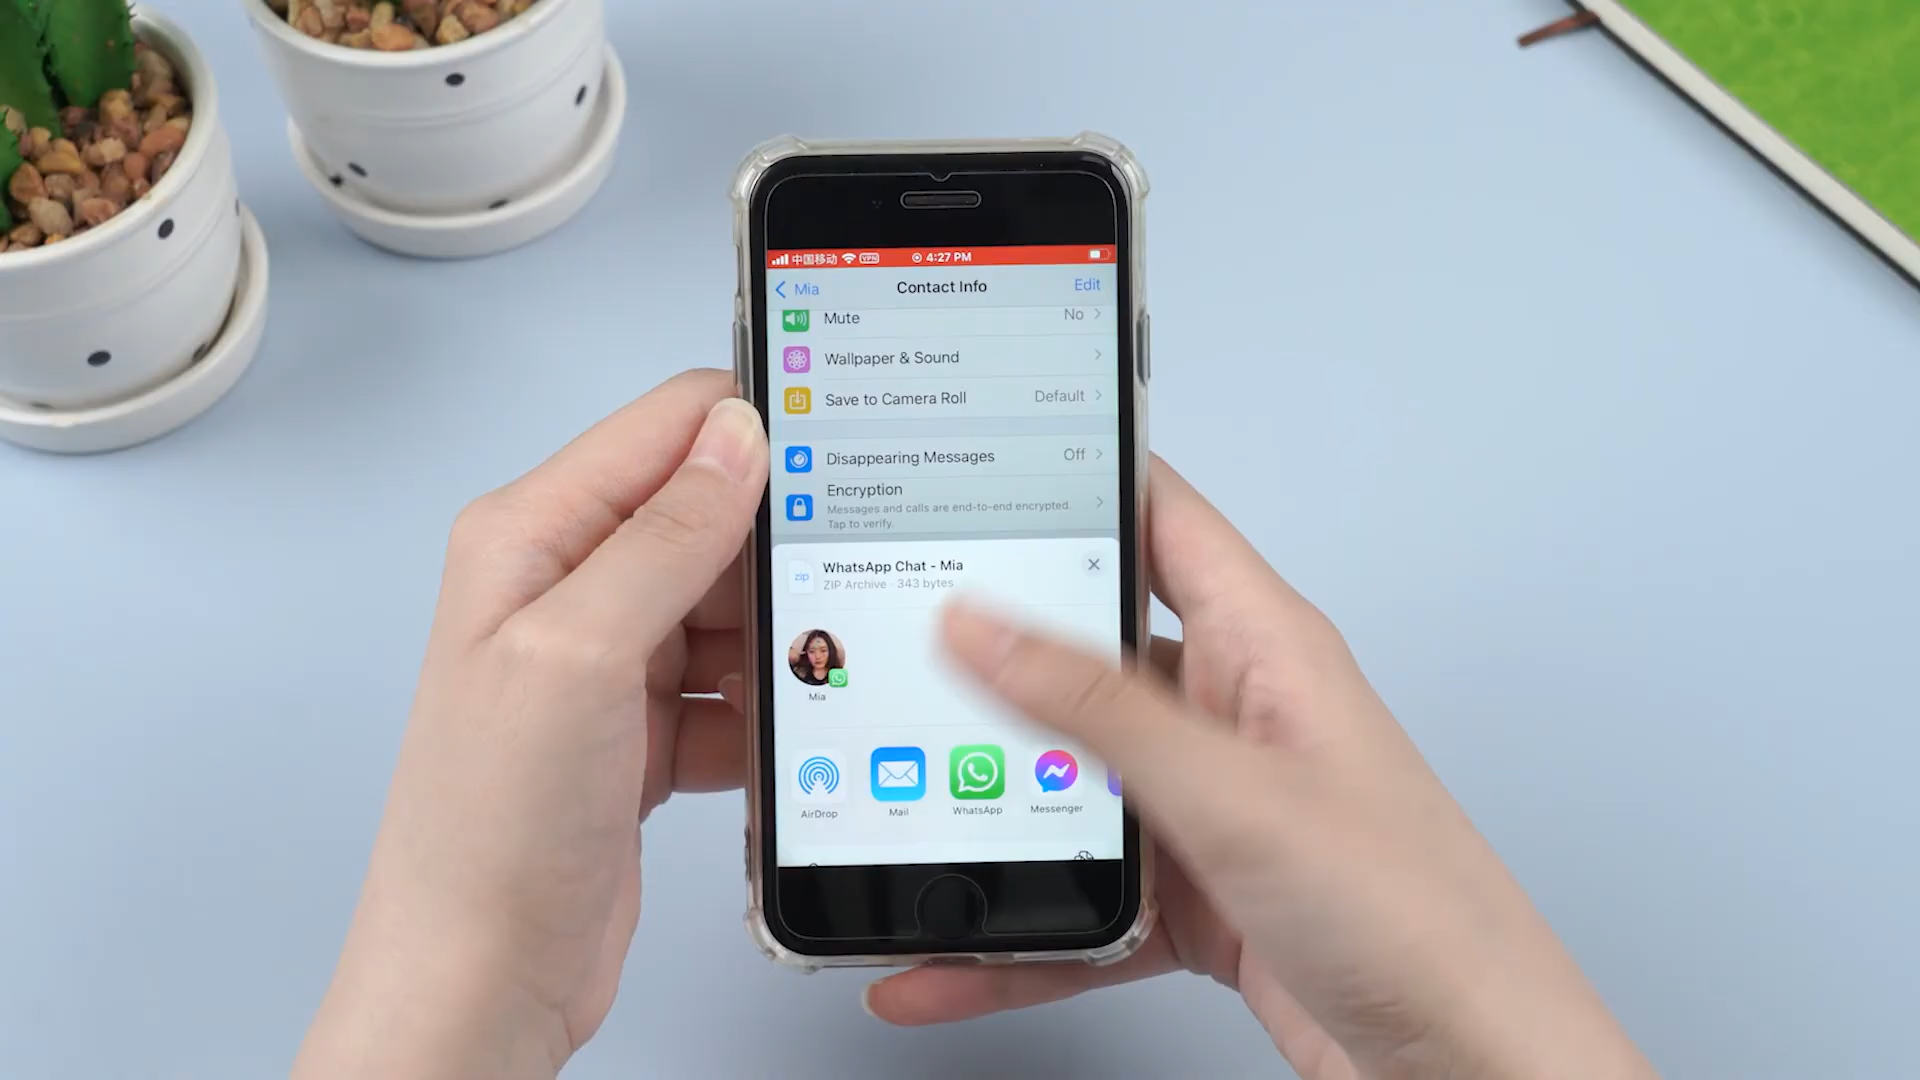 中国移动 VPN 4:27 PM
Mia Contact Info Edit
Mute No
Wallpaper & Sound
Save to Camera Roll Default
Disappearing Messages Off
Encryption
Messages and calls are end-to-end encrypted.
Tap to verify.
zip WhatsApp Chat - Mia
ZIP Archive · 343 bytes
Mia
AirDrop Mail WhatsApp Messenger